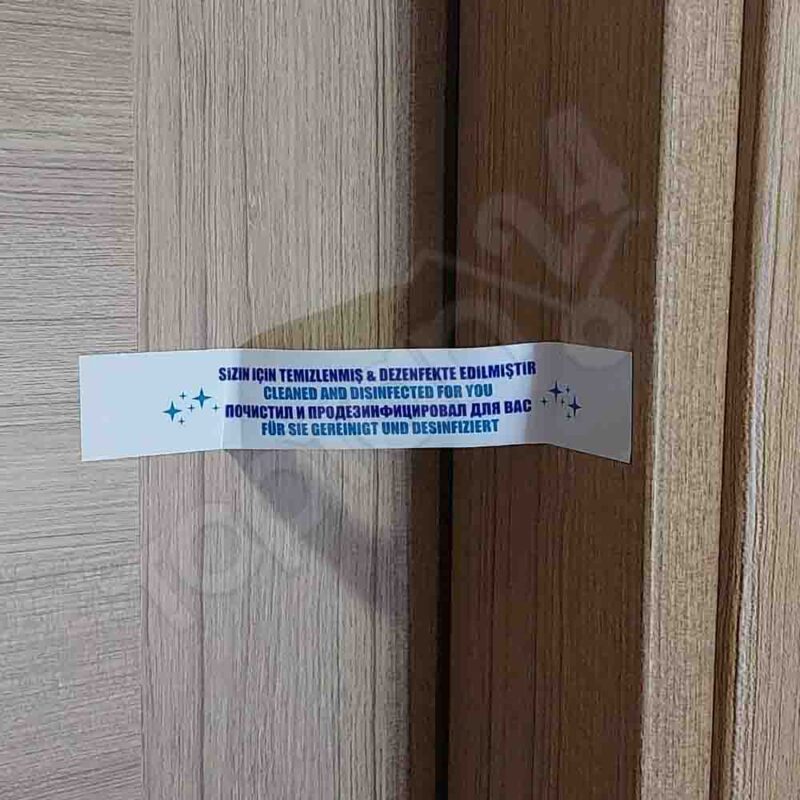 SİZİN İÇİN TEMİZLENMİŞ & DEZENFEKTE EDİLMİŞTİR
CLEANED AND DISINFECTED FOR YOU
ПОЧИСТИЛ И ПРОДЕЗИНФИЦИРОВАЛ ДЛЯ ВАС
FÜR SIE GEREINIGT UND DESINFIZIERT